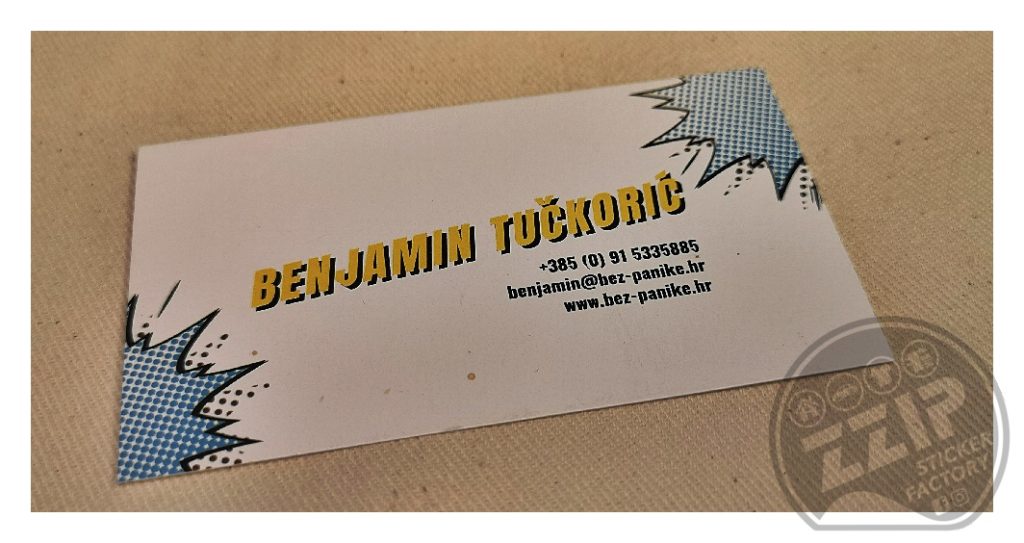 BENJAMIN TUČKORIĆ
+385 (0) 91 5335885
benjamin@bez-panike.hr
www.bez-panike.hr
ZZIP
STICKER
FACTORY